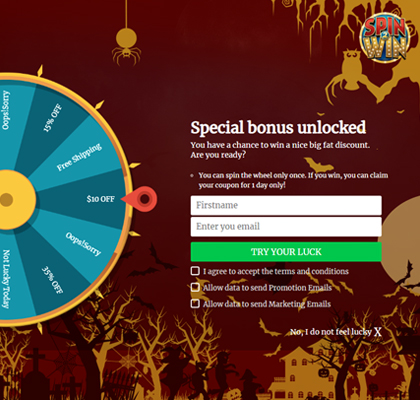 SPIN
WIN
Oops!Sorry
15% OFF
Free Shipping
$10 OFF
Oops!Sorry
35% OFF
Not Lucky Today
Special bonus unlocked
You have a chance to win a nice big fat discount.
Are you ready?
You can spin the wheel only once. If you win, you can claim
your coupon for 1 day only!
Firstname
Enter you email
TRY YOUR LUCK
I agree to accept the terms and conditions
Allow data to send Promotion Emails
Allow data to send Marketing Emails
No, I do not feel lucky X